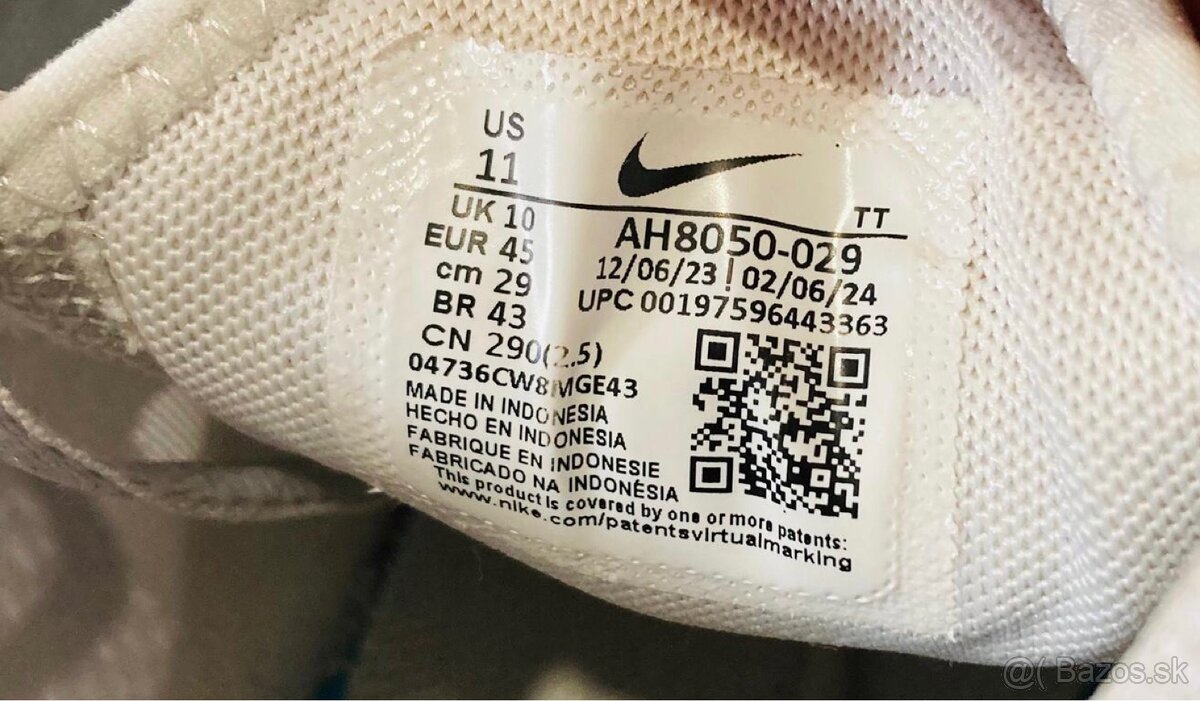 US
11
TT
UK 10
EUR 45
cm 29
BR 43
CN 290(2.5)
AH8050-029
12/06/23 | 02/06/24
UPC 00197596443363
04736CW8MGE43
MADE IN INDONESIA
HECHO EN INDONESIA
FABRIQUE EN INDONESIE
FABRICADO NA INDONÉSIA
This product is covered by one or more patents:
www.nike.com/patentsvirtualmarking
@( Bazos.sk